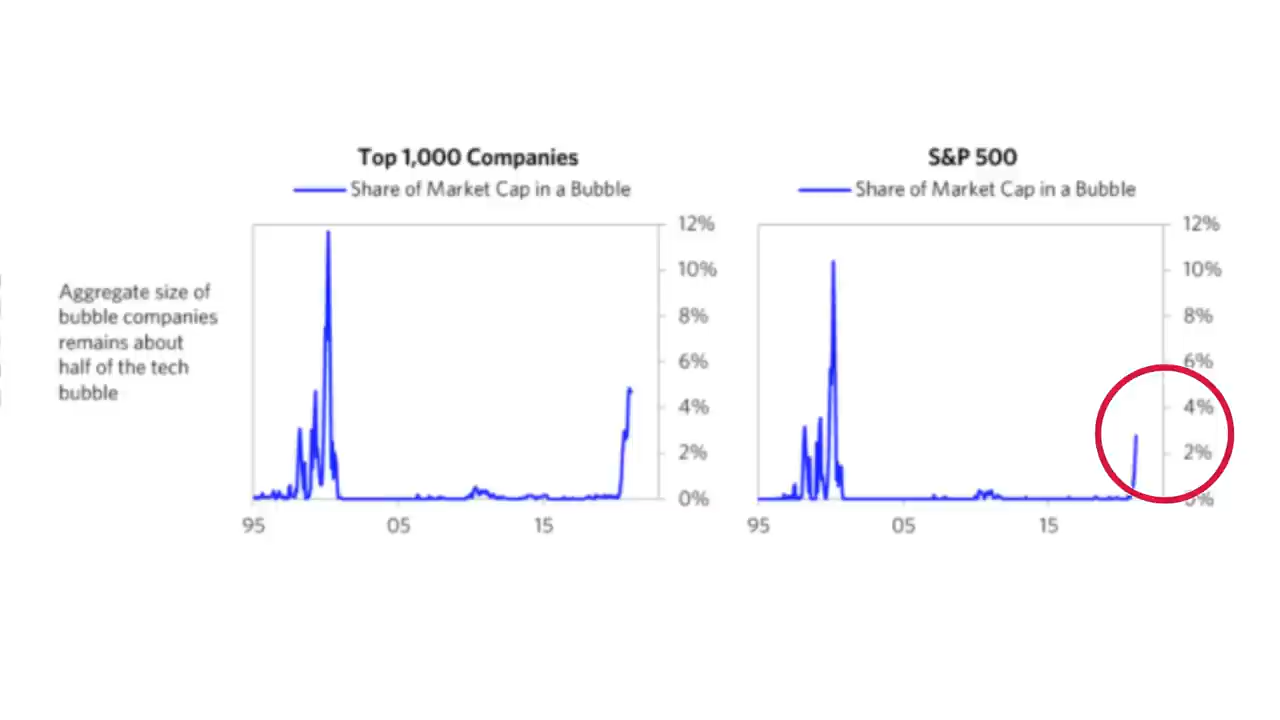 Top 1,000 Companies
Share of Market Cap in a Bubble
Aggregate size of
bubble companies
remains about
half of the tech
bubble
12%
10%
8%
6%
4%
2%
0%
95
05
15
S&P 500
Share of Market Cap in a Bubble
12%
10%
8%
6%
4%
2%
0%
95
05
15